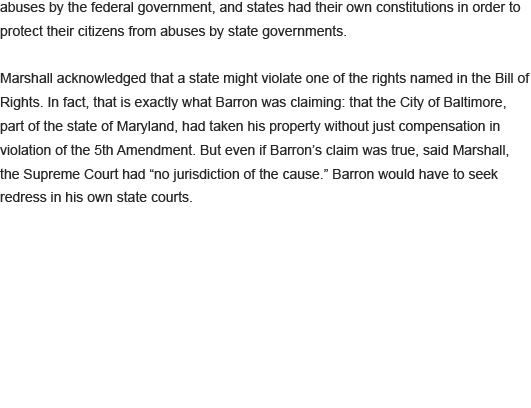 abuses by the federal government, and states had their own constitutions in order to
protect their citizens from abuses by state governments.
Marshall acknowledged that a state might violate one of the rights named in the Bill of
Rights. In fact, that is exactly what Barron was claiming: that the City of Baltimore,
part of the state of Maryland, had taken his property without just compensation in
violation of the 5th Amendment. But even if Barron’s claim was true, said Marshall,
the Supreme Court had “no jurisdiction of the cause.” Barron would have to seek
redress in his own state courts.